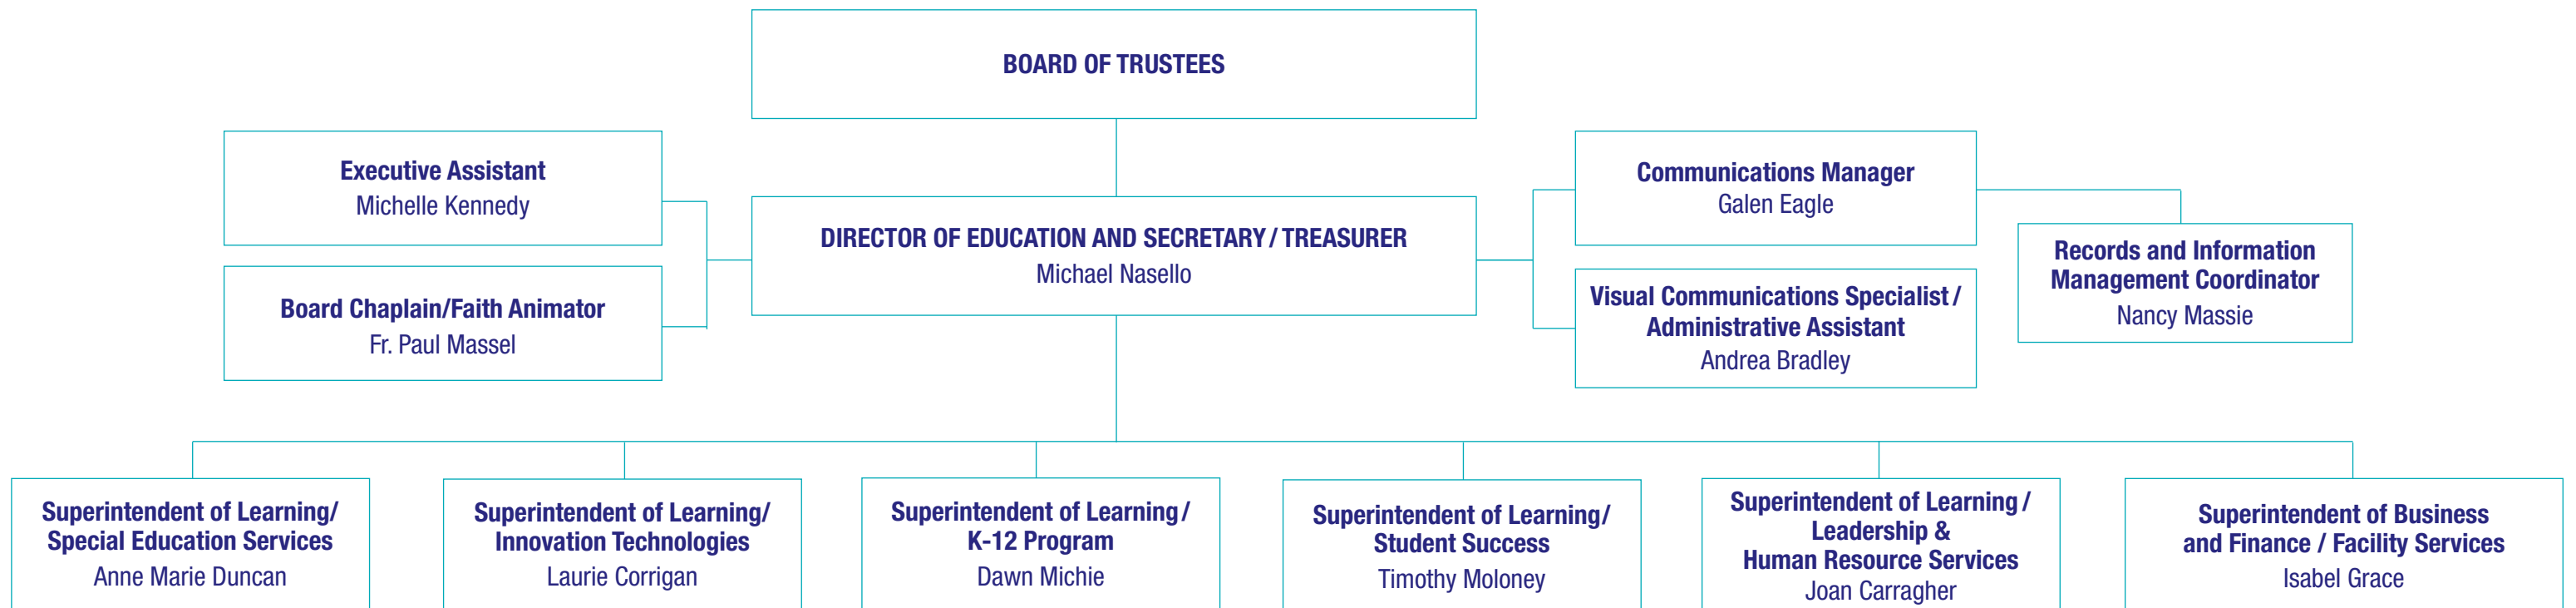 BOARD OF TRUSTEES
Executive Assistant
Michelle Kennedy
Board Chaplain/Faith Animator
Fr. Paul Massel
DIRECTOR OF EDUCATION AND SECRETARY / TREASURER
Michael Nasello
Communications Manager
Galen Eagle
Visual Communications Specialist /
Administrative Assistant
Andrea Bradley
Records and Information
Management Coordinator
Nancy Massie
Superintendent of Learning/
Special Education Services
Anne Marie Duncan
Superintendent of Learning/
Innovation Technologies
Laurie Corrigan
Superintendent of Learning /
K-12 Program
Dawn Michie
Superintendent of Learning/
Student Success
Timothy Moloney
Superintendent of Learning /
Leadership &
Human Resource Services
Joan Carragher
Superintendent of Business
and Finance / Facility Services
Isabel Grace